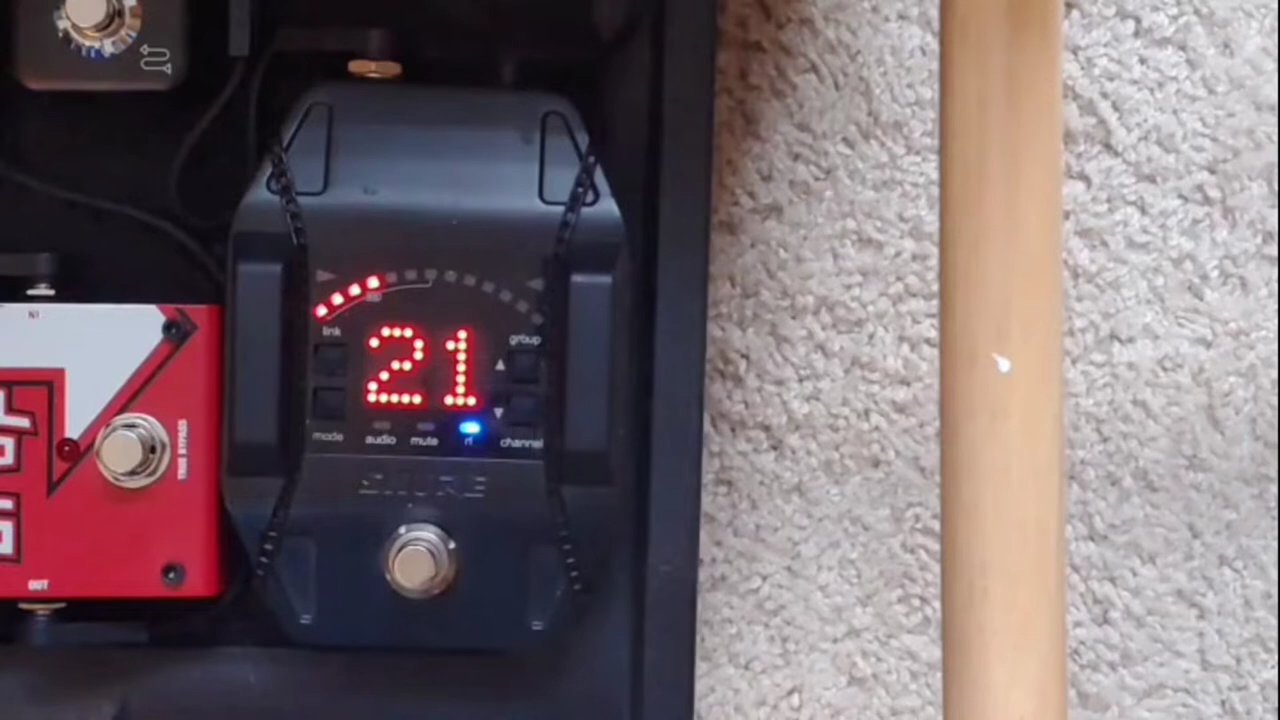 link
21
group
mode
audio
mute
rf
channel
SHURE
TRUE BYPASS
OUT